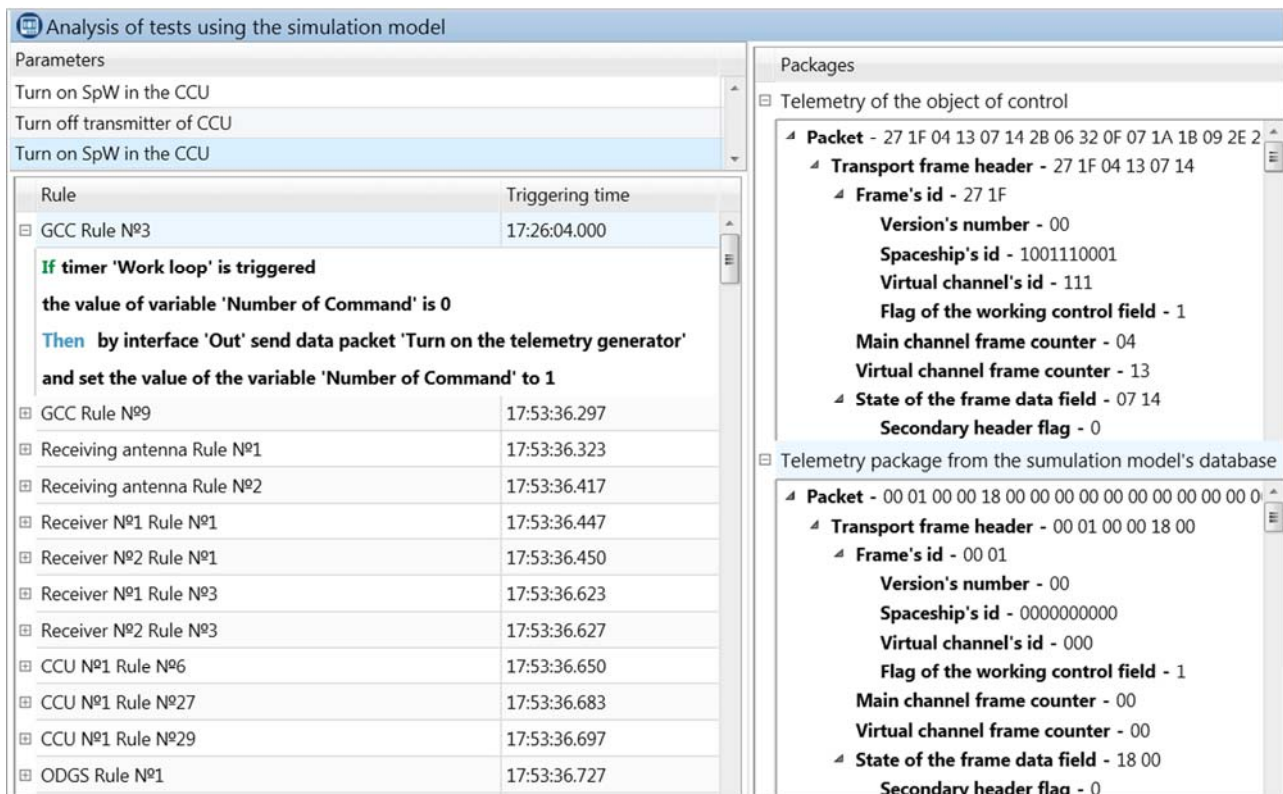 Analysis of tests using the simulation model
Parameters
Turn on SpW in the CCU
Turn off transmitter of CCU
Turn on SpW in the CCU
Rule Triggering time
GCC Rule №3 17:26:04.000
If timer 'Work loop' is triggered
the value of variable 'Number of Command' is 0
Then by interface 'Out' send data packet 'Turn on the telemetry generator'
and set the value of the variable 'Number of Command' to 1
GCC Rule №9 17:53:36.297
Receiving antenna Rule №1 17:53:36.323
Receiving antenna Rule №2 17:53:36.417
Receiver №1 Rule №1 17:53:36.447
Receiver №2 Rule №1 17:53:36.450
Receiver №1 Rule №3 17:53:36.623
Receiver №2 Rule №3 17:53:36.627
CCU №1 Rule №6 17:53:36.650
CCU №1 Rule №27 17:53:36.683
CCU №1 Rule №29 17:53:36.697
ODGS Rule №1 17:53:36.727
Packages
Telemetry of the object of control
Packet - 27 1F 04 13 07 14 2B 06 32 0F 07 1A 1B 09 2E 2
Transport frame header - 27 1F 04 13 07 14
Frame's id - 27 1F
Version's number - 00
Spaceship's id - 1001110001
Virtual channel's id - 111
Flag of the working control field - 1
Main channel frame counter - 04
Virtual channel frame counter - 13
State of the frame data field - 07 14
Secondary header flag - 0
Telemetry package from the sumulation model's database
Packet - 00 01 00 00 18 00 00 00 00 00 00 00 00 00 00
Transport frame header - 00 01 00 00 18 00
Frame's id - 00 01
Version's number - 00
Spaceship's id - 0000000000
Virtual channel's id - 000
Flag of the working control field - 1
Main channel frame counter - 00
Virtual channel frame counter - 00
State of the frame data field - 18 00
Secondary header flag - 0